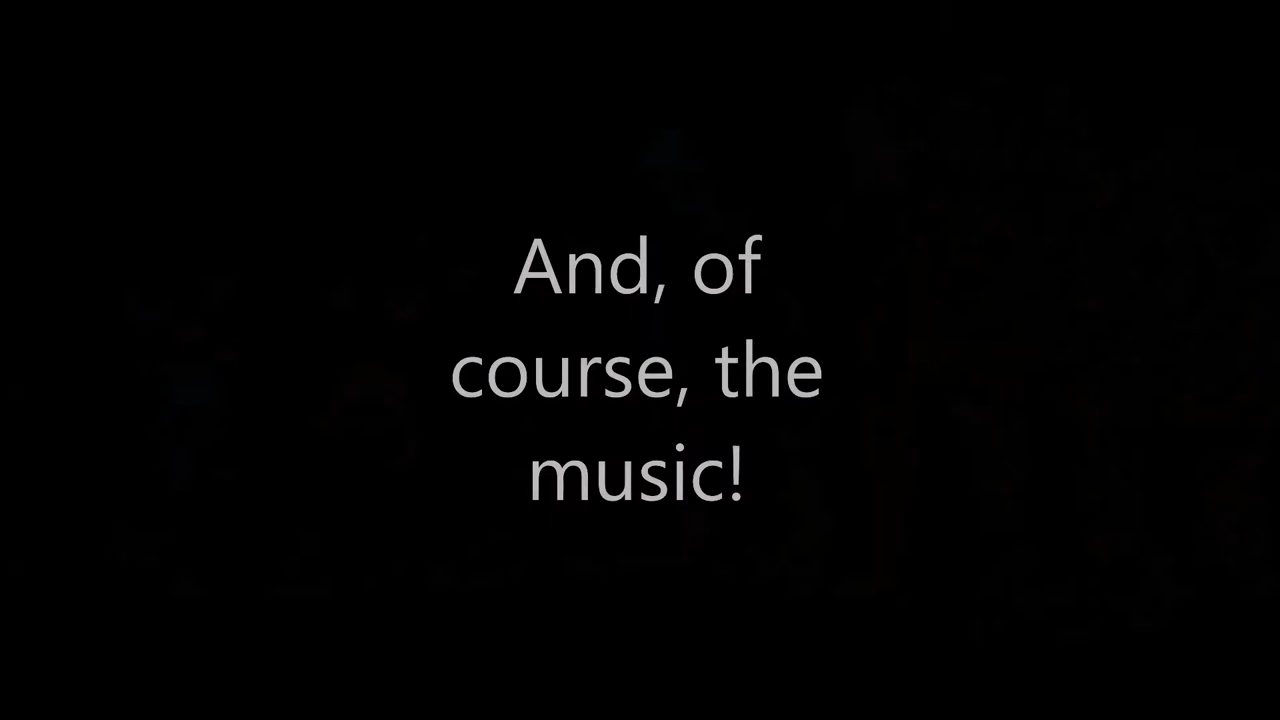 And, of
course, the
music!